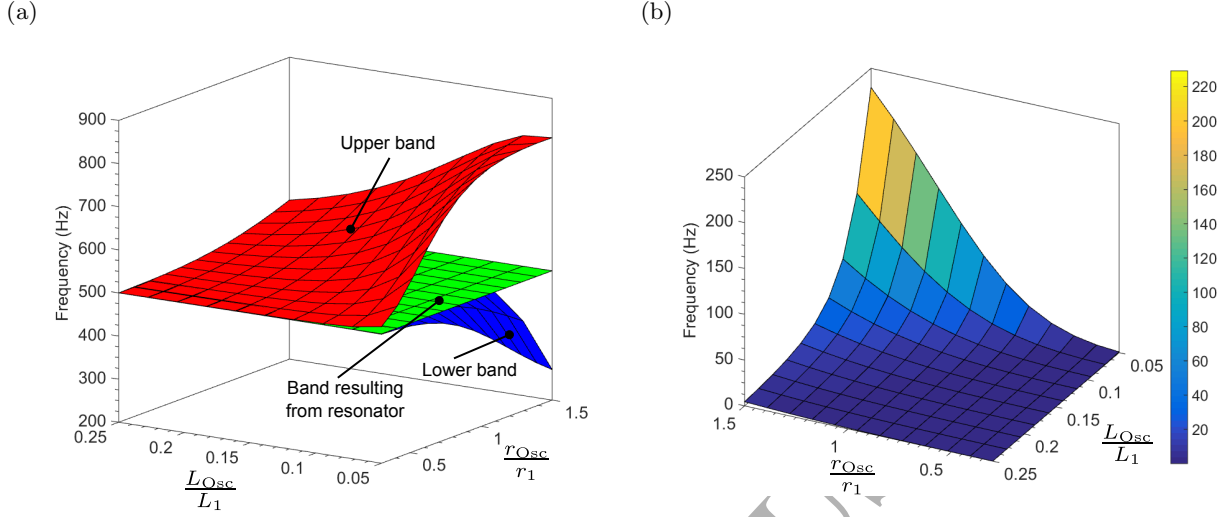 (a)
(b)
900
800
700
600
500
400
300
200
Frequency (Hz)
Upper band
Lower band
Band resulting
from resonator
0.25
0.2
0.15
0.1
0.05
L_Osc
L_1
0.5
1
1.5
r_Osc
r_1
250
200
150
100
50
0
Frequency (Hz)
1.5
1
0.5
r_Osc
r_1
0.05
0.1
0.15
0.2
0.25
L_Osc
L_1
220
200
180
160
140
120
100
80
60
40
20